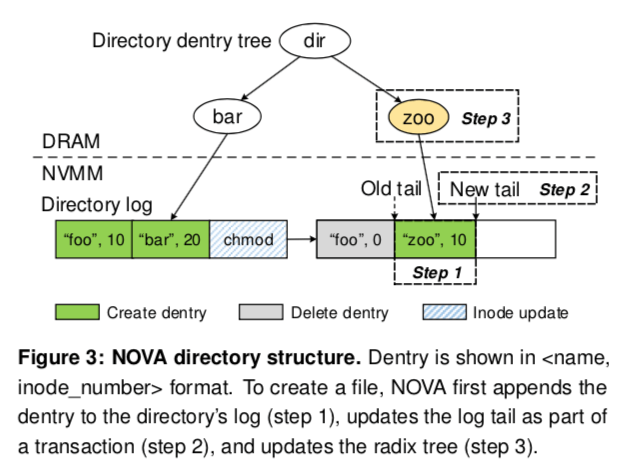 Directory dentry tree
dir
bar
zoo
Step 3
DRAM
NVMM
Old tail
New tail
Step 2
Directory log
“foo”, 10
“bar”, 20
chmod
“foo”, 0
“zoo”, 10
Step 1
Create dentry
Delete dentry
Inode update
Figure 3: NOVA directory structure. Dentry is shown in <name,
inode_number> format. To create a file, NOVA first appends the
dentry to the directory’s log (step 1), updates the log tail as part of
a transaction (step 2), and updates the radix tree (step 3).